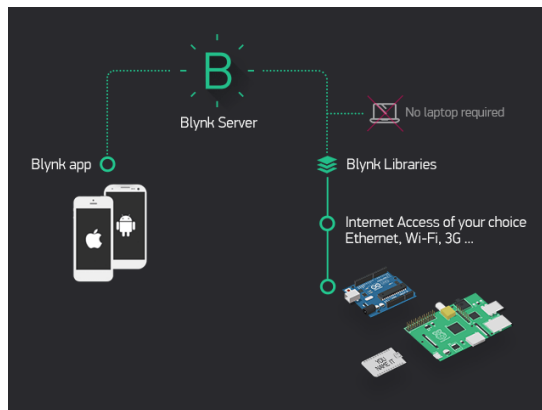 B
Blynk Server
No laptop required
Blynk app
Blynk Libraries
Internet Access of your choice
Ethernet, Wi-Fi, 3G ...
YOU
NAME IT